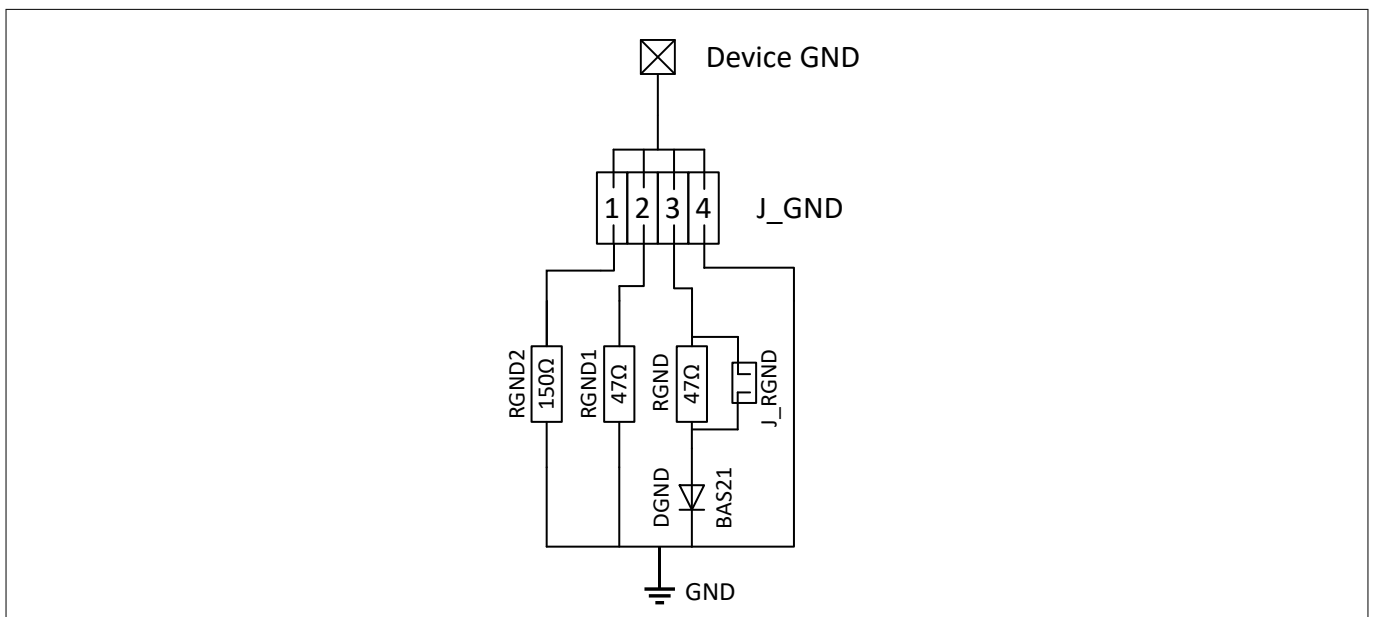 Device GND
1 2 3 4
J_GND
RGND2
150Ω
RGND1
47Ω
RGND
47Ω
J_RGND
DGND
BAS21
GND